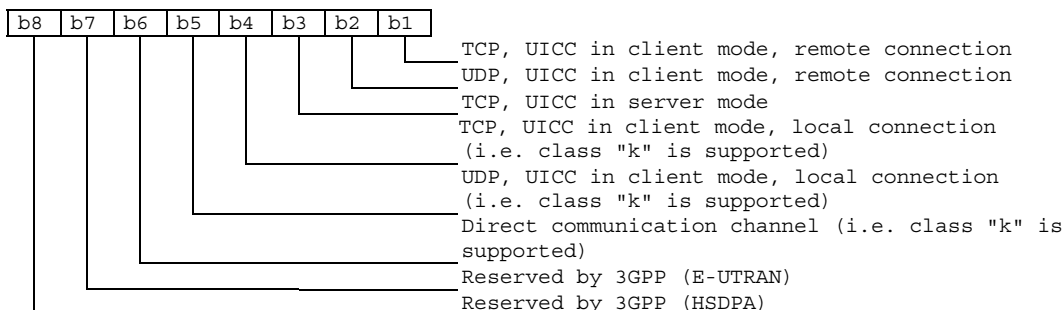 b8 b7 b6 b5 b4 b3 b2 b1
TCP, UICC in client mode, remote connection
UDP, UICC in client mode, remote connection
TCP, UICC in server mode
TCP, UICC in client mode, local connection
(i.e. class "k" is supported)
UDP, UICC in client mode, local connection
(i.e. class "k" is supported)
Direct communication channel (i.e. class "k" is
supported)
Reserved by 3GPP (E-UTRAN)
Reserved by 3GPP (HSDPA)